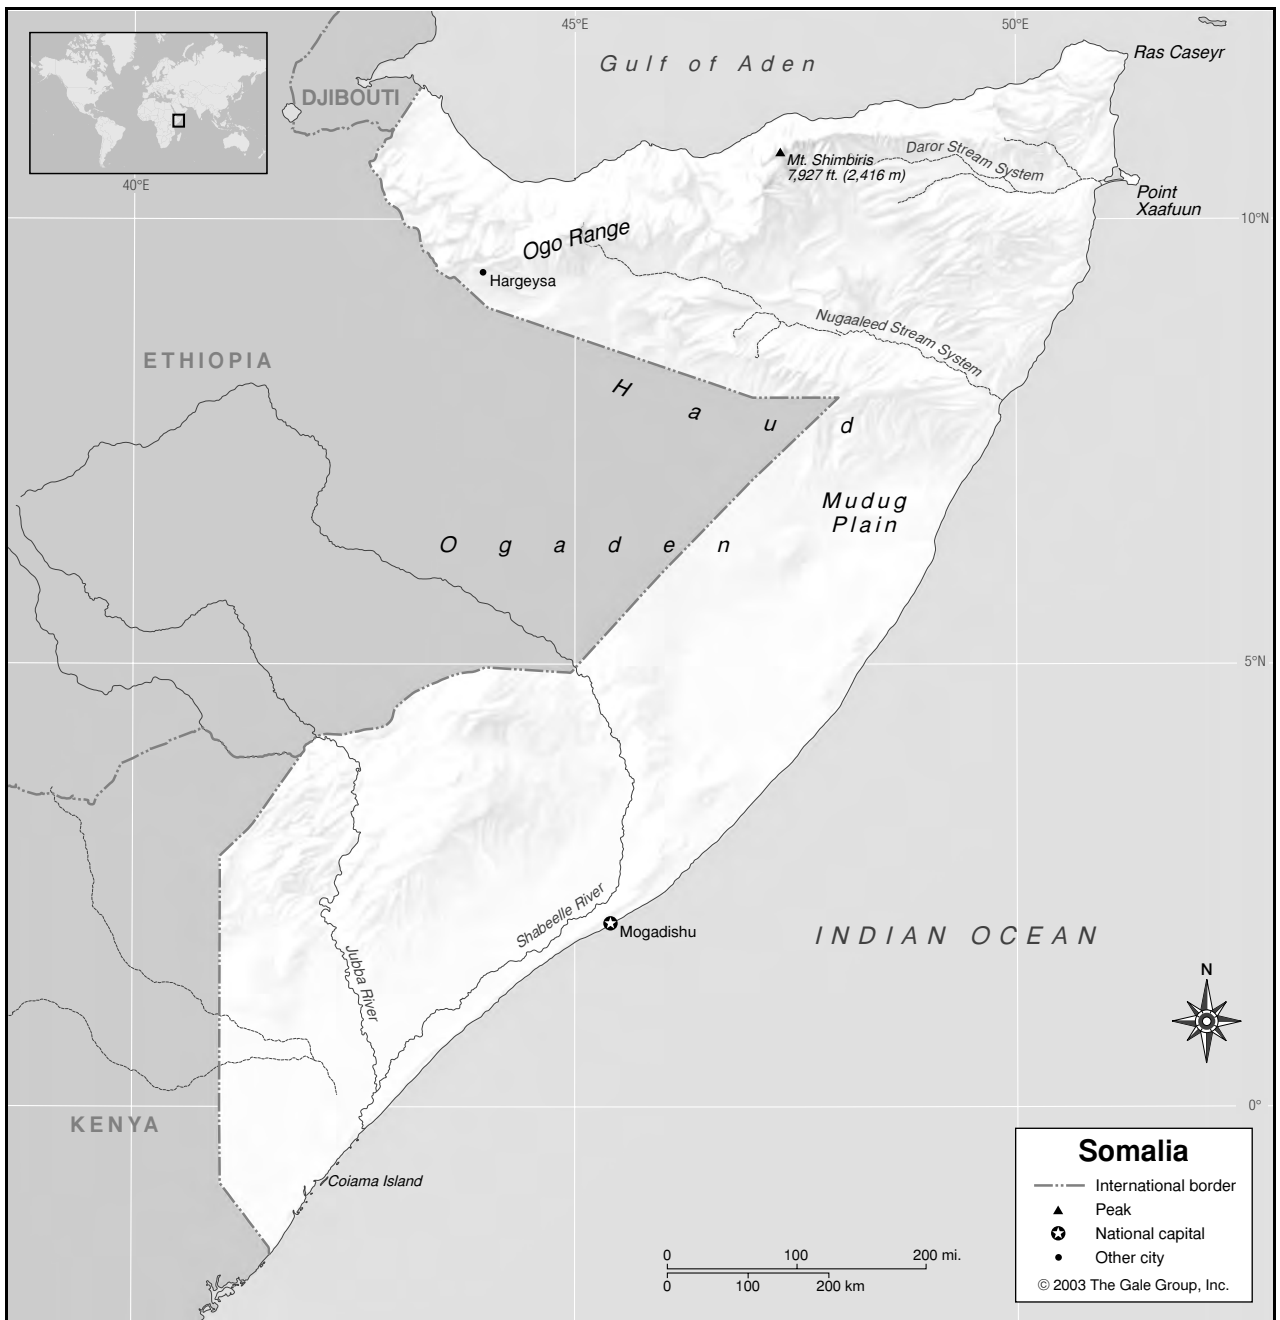 45°E
50°E
Gulf of Aden
Ras Caseyr
DJIBOUTI
Mt. Shimbiris
7,927 ft. (2,416 m)
Daror Stream
System
40°E
Point
Xaafuun
10°N
Ogo Range
Hargeysa
Nugaaleed Stream System
ETHIOPIA
Haud
Mudug
Plain
Ogaden
5°N
Shabeelle River
Mogadishu
INDIAN OCEAN
Jubba River
N
0°
KENYA
Coiama Island
Somalia
International border
Peak
National capital
Other city
© 2003 The Gale Group, Inc.
0 100 200 mi.
0 100 200 km